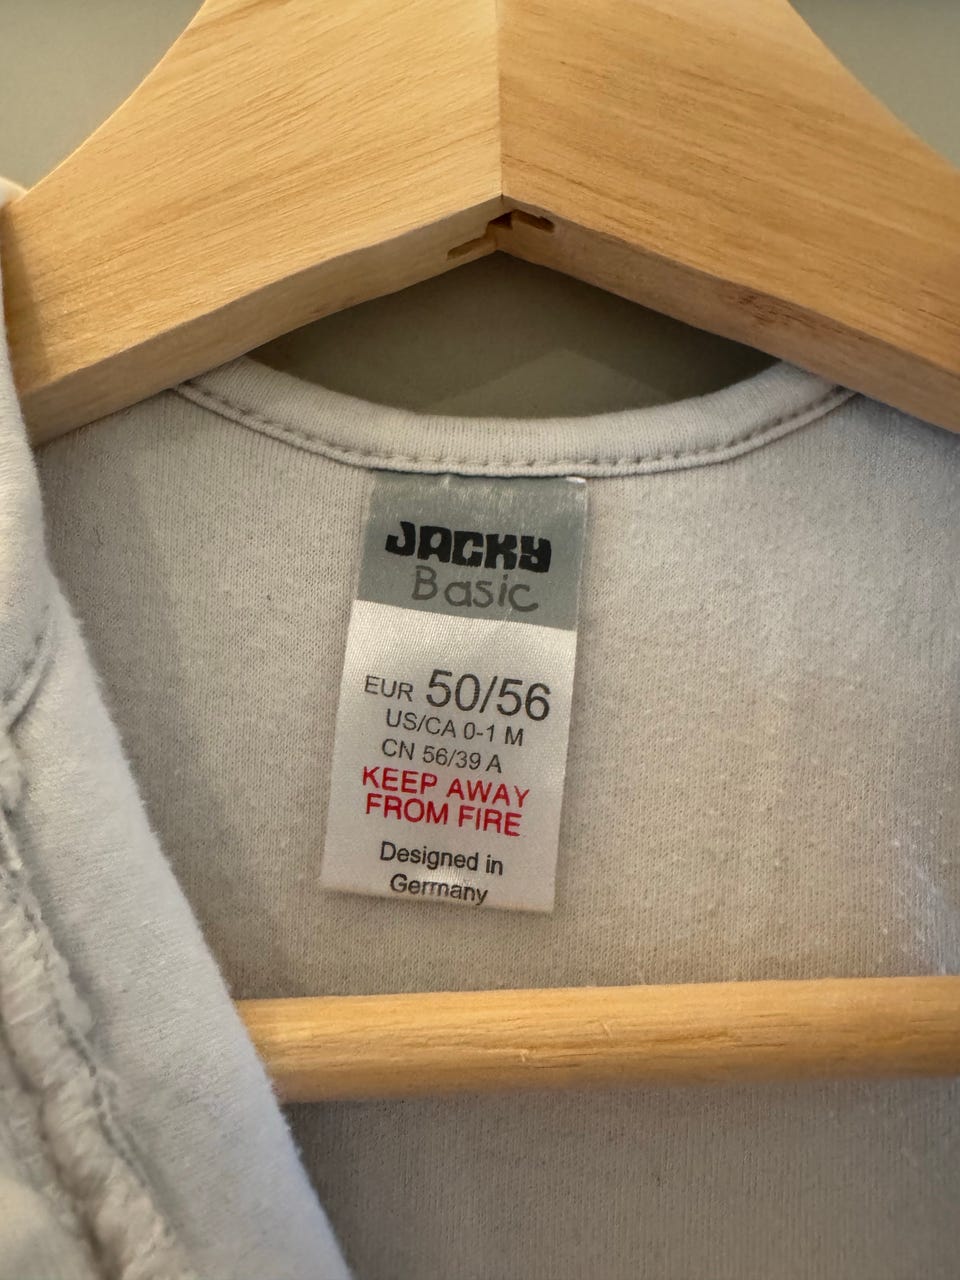 JACKY
Basic
EUR 50/56
US/CA 0-1 M
CN 56/39 A
KEEP AWAY
FROM FIRE
Designed in
Germany